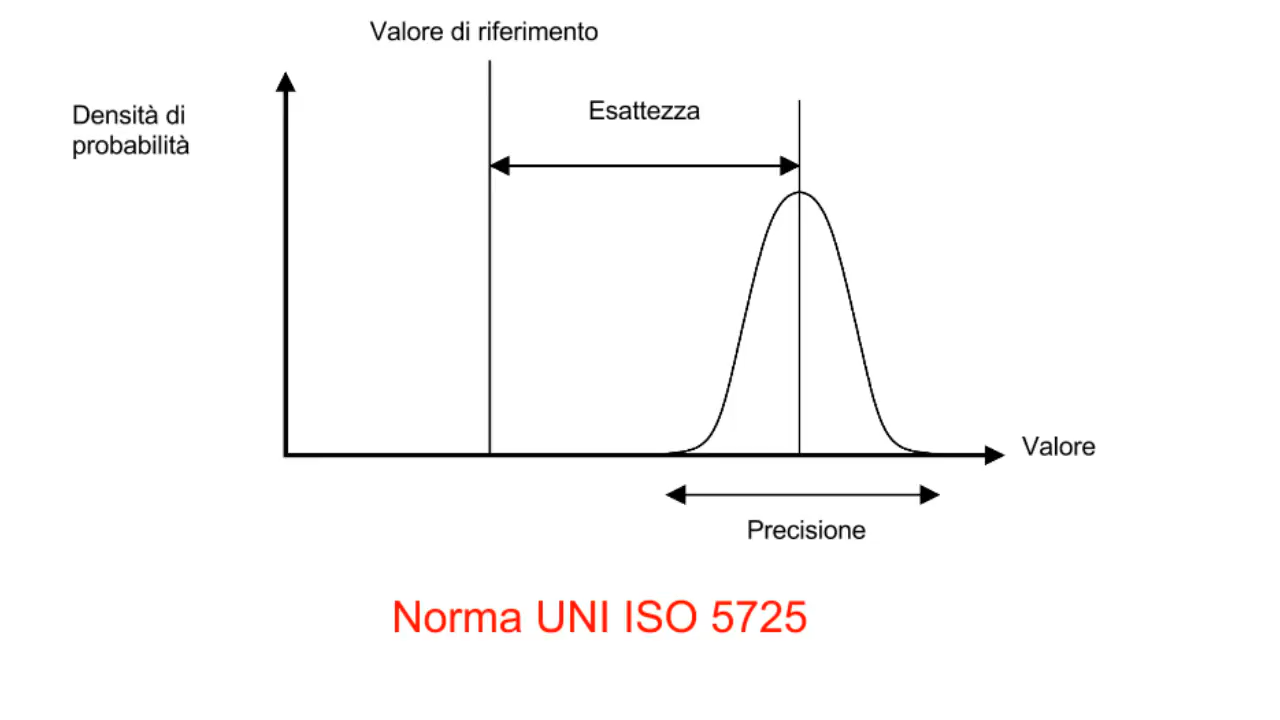 Valore di riferimento
Densità di
probabilità
Esattezza
Valore
Precisione
Norma UNI ISO 5725